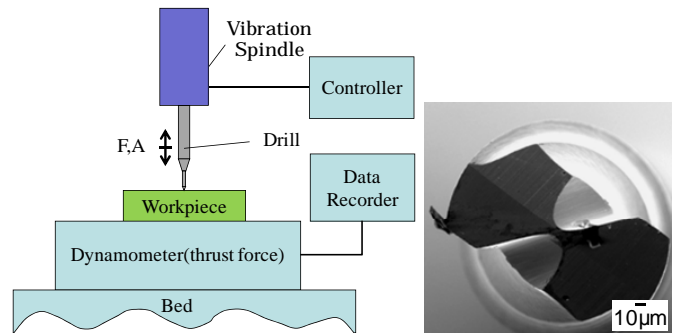 Vibration
Spindle
Controller
F,A
Drill
Data
Recorder
Workpiece
Dynamometer(thrust force)
Bed
10μm